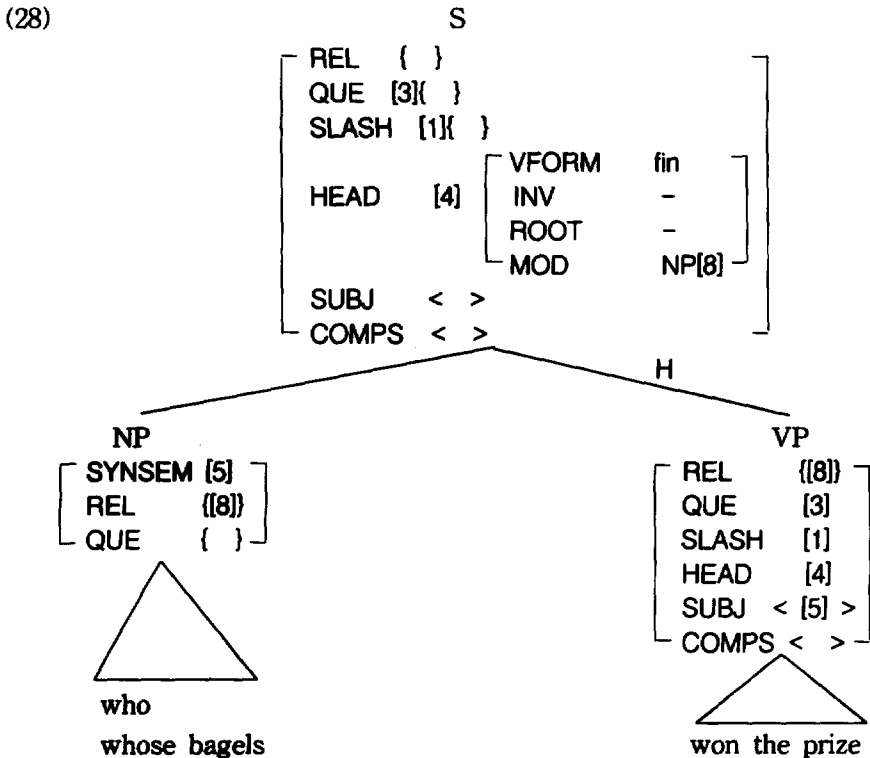 (28) S
REL { }
QUE [3]{ }
SLASH [1]{ }
HEAD [4] VFORM fin
INV –
ROOT –
MOD NP[8]
SUBJ < >
COMPS < >
H
NP VP
SYNSEM [5] REL {[8]}
REL {[8]} QUE [3]
QUE { } SLASH [1]
HEAD [4]
SUBJ < [5] >
COMPS < >
who
whose bagels won the prize